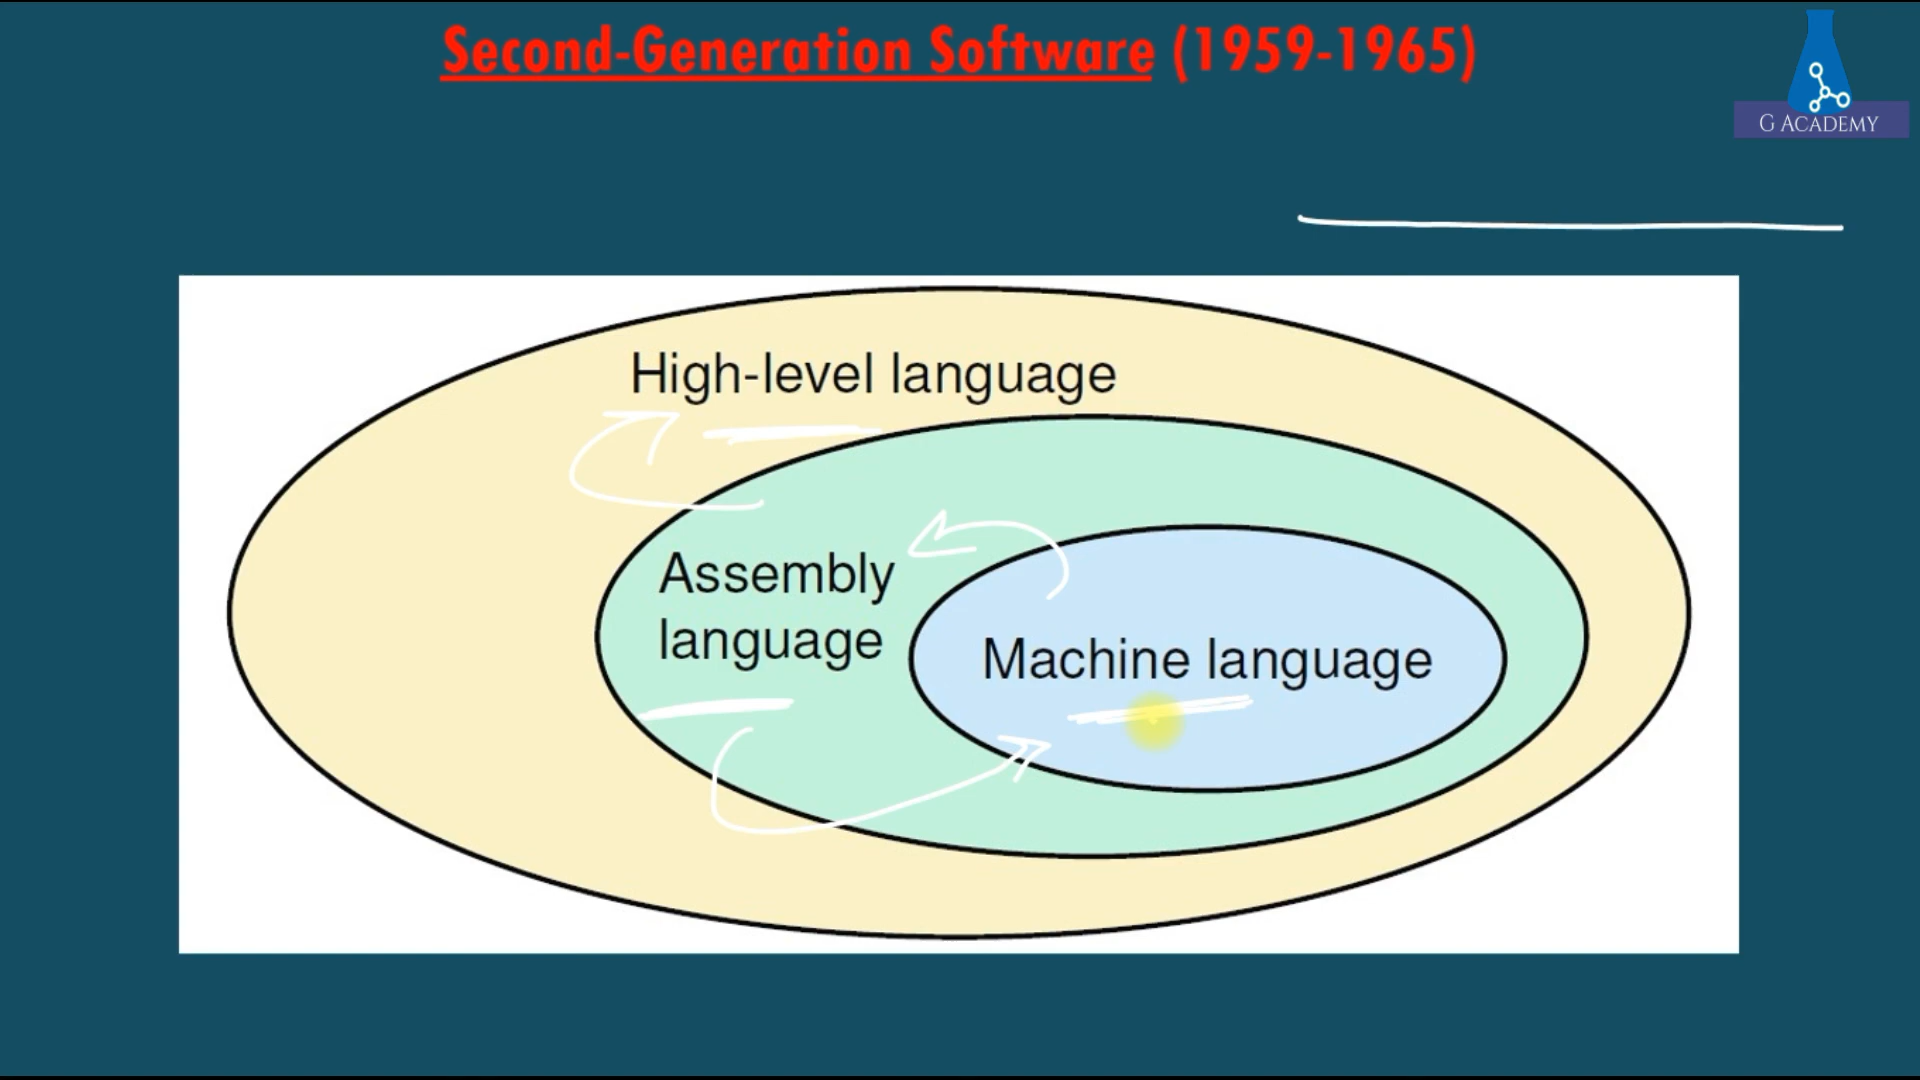 Second-Generation Software (1959-1965)
G ACADEMY
High-level language
Assembly
language
Machine language